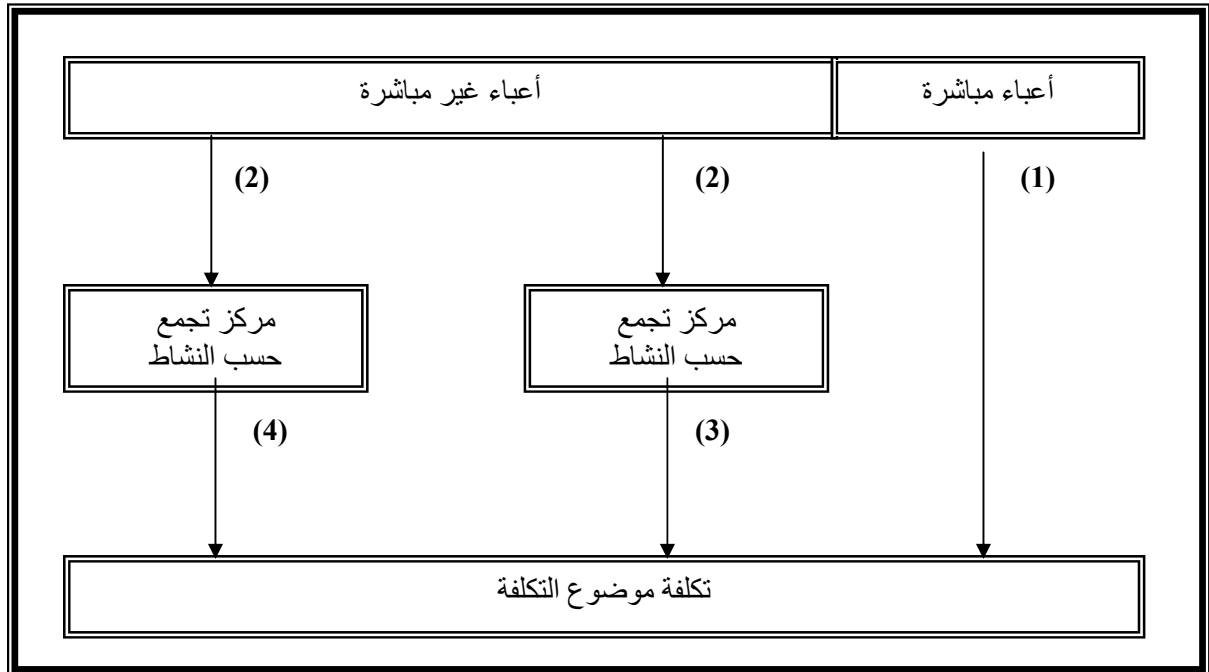 أعباء مباشرة
أعباء غير مباشرة
(1)
(2)
(2)
مركز تجمع
حسب النشاط
مركز تجمع
حسب النشاط
(3)
(4)
تكلفة موضوع التكلفة